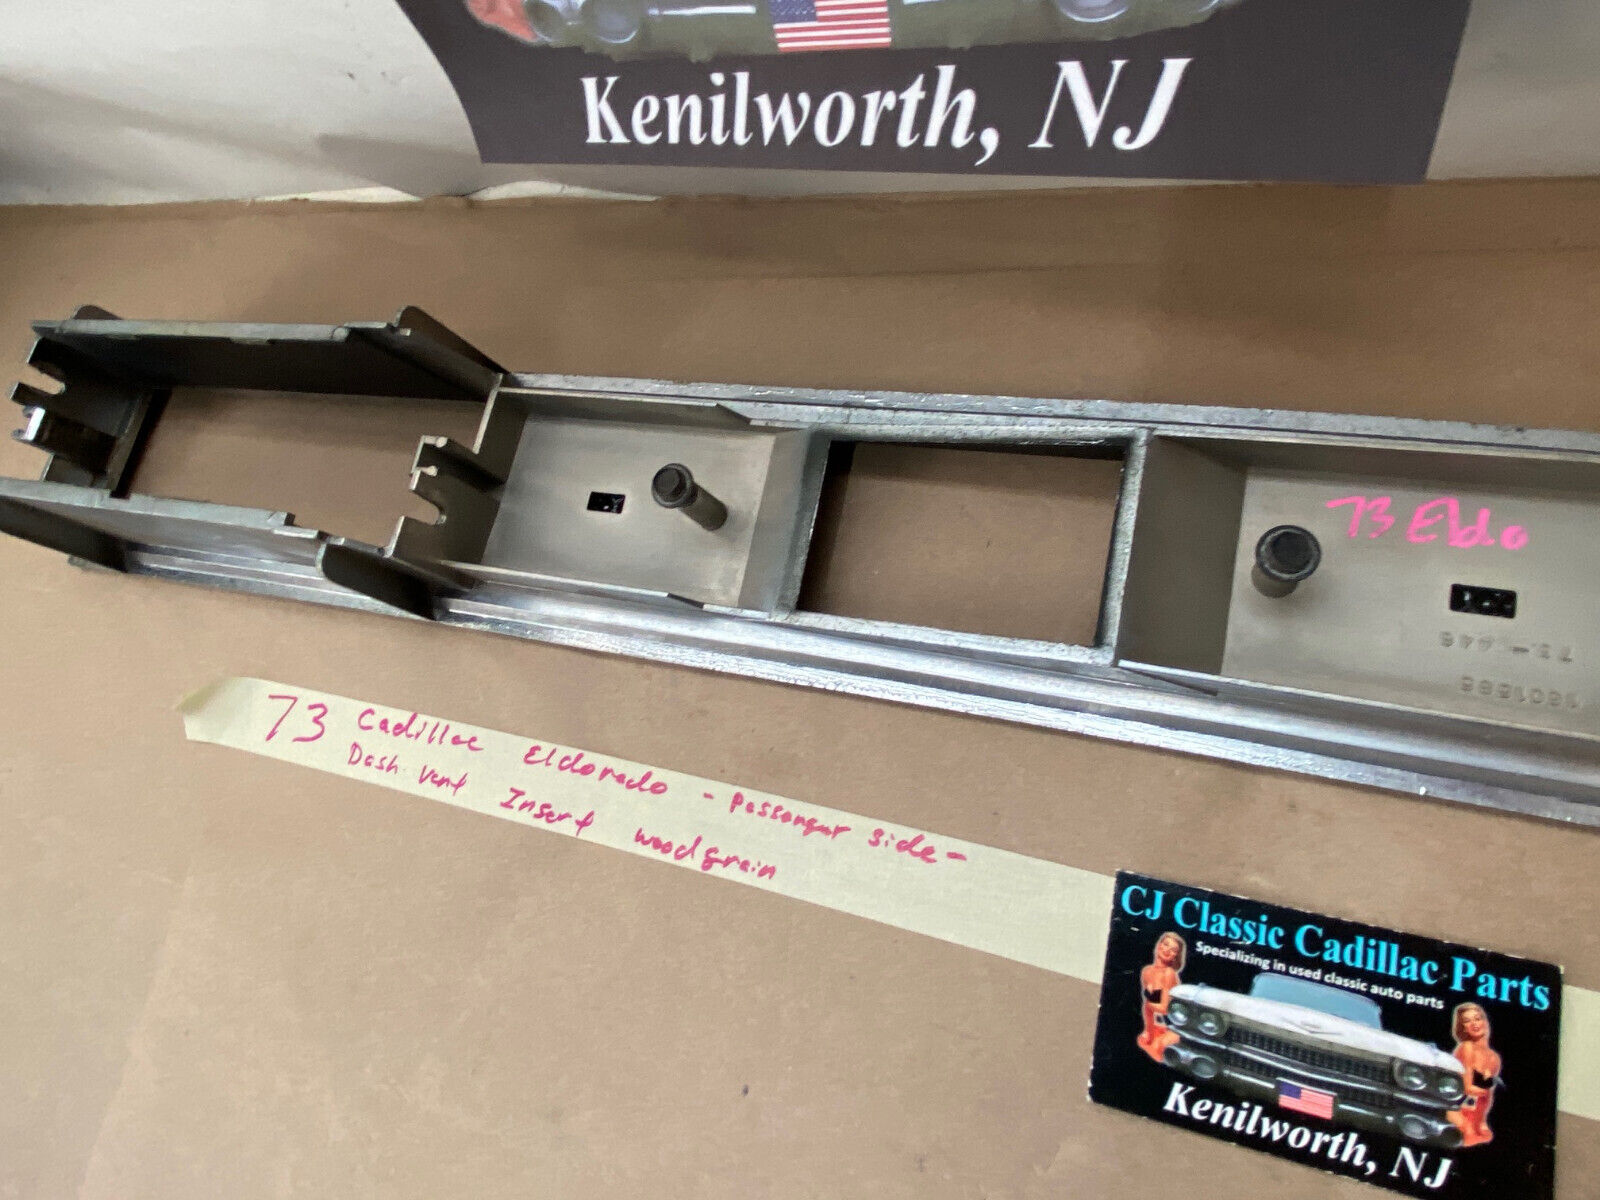 Kenilworth, NJ
73 Eldo
73 Cadillac Eldorado - Passenger side -
Dash vent Insert woodgrain
CJ Classic Cadillac Parts
Specializing in used classic auto parts
Kenilworth, NJ